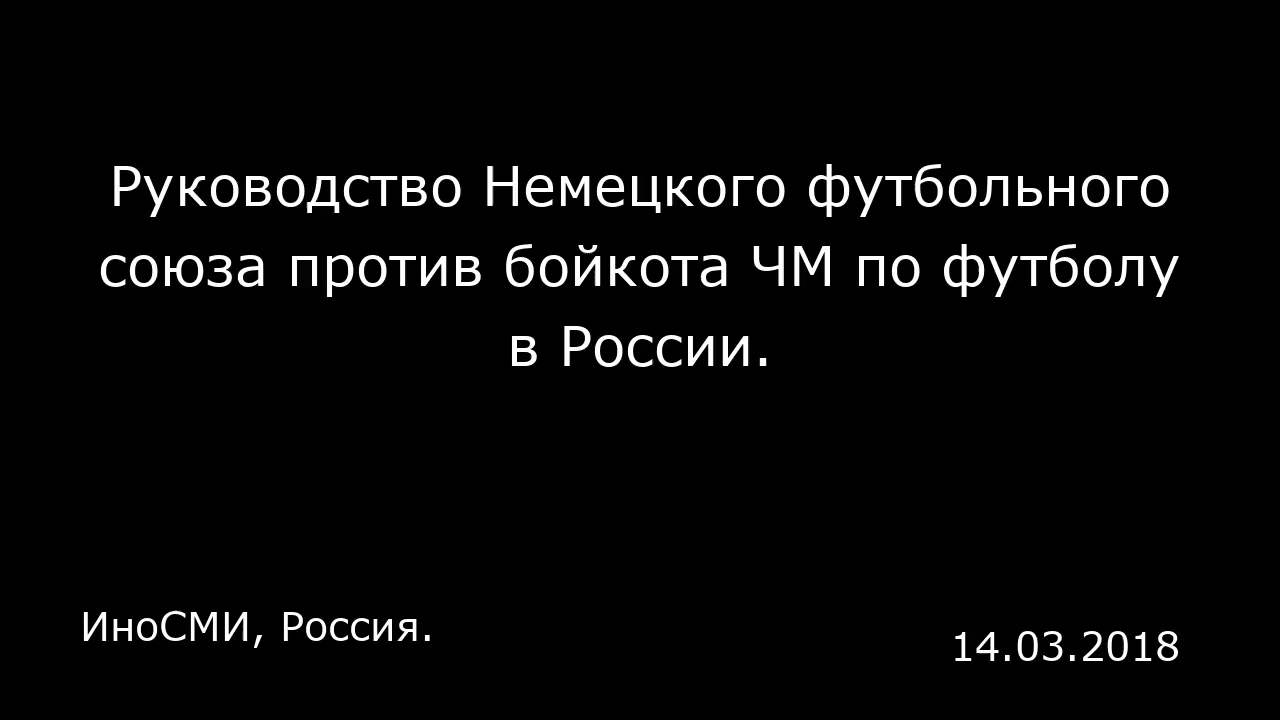 Руководство Немецкого футбольного
союза против бойкота ЧМ по футболу
в России.
ИноСМИ, Россия.
14.03.2018